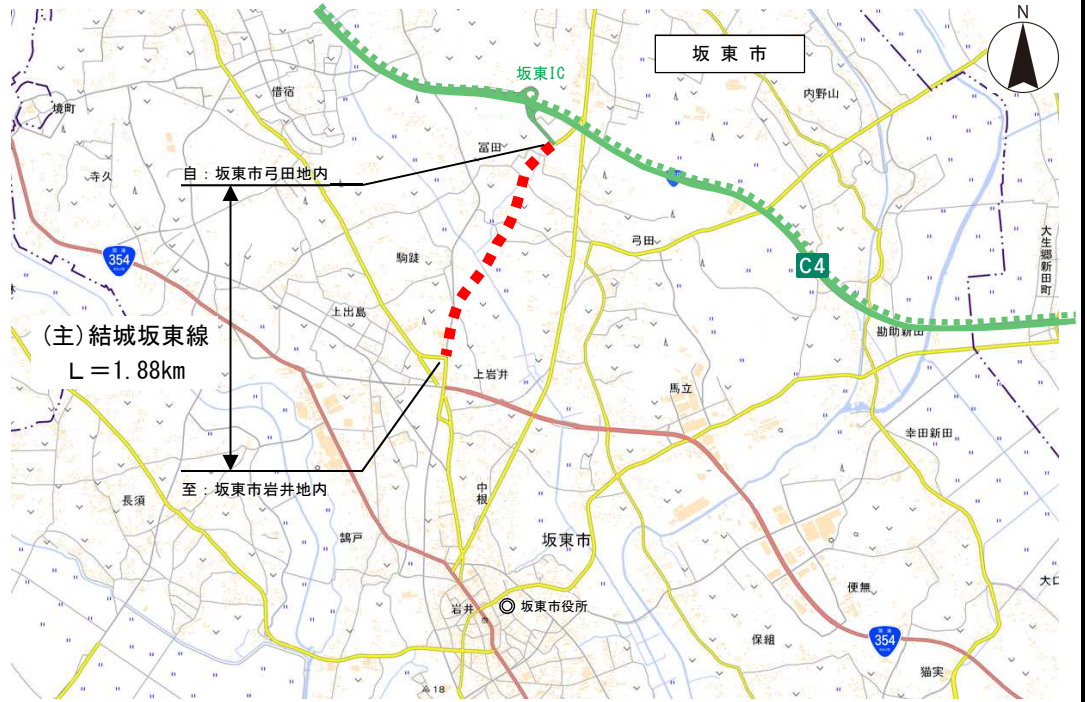 N
坂東市
坂東IC
内野山
借宿
境町
冨田
自：坂東市弓田地内
寺久
弓田
大生郷新田町
駒跿
国道
354
C4
上出島
勘助新田
(主)結城坂東線
L＝1.88km
上岩井
馬立
幸田新田
至：坂東市岩井地内
長須
中根
鵠戸
坂東市
大口
便無
岩井
坂東市役所
保組
国道
354
猫実
18